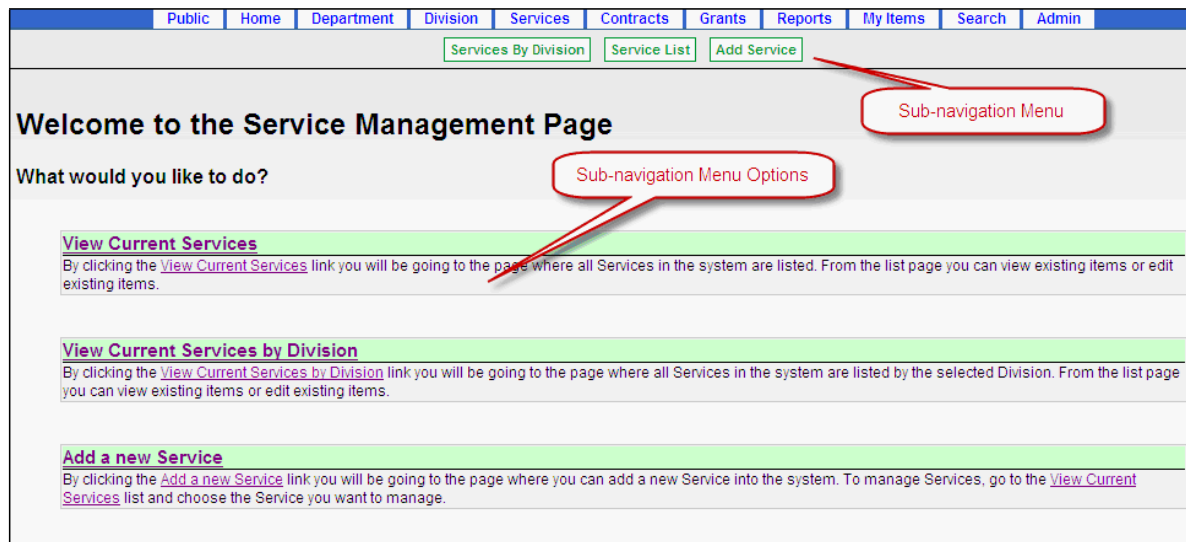 Public Home Department Division Services Contracts Grants Reports My Items Search Admin
Services By Division Service List Add Service
Sub-navigation Menu
Welcome to the Service Management Page
Sub-navigation Menu Options
What would you like to do?
View Current Services
By clicking the View Current Services link you will be going to the page where all Services in the system are listed. From the list page you can view existing items or edit
existing items.
View Current Services by Division
By clicking the View Current Services by Division link you will be going to the page where all Services in the system are listed by the selected Division. From the list page
you can view existing items or edit existing items.
Add a new Service
By clicking the Add a new Service link you will be going to the page where you can add a new Service into the system. To manage Services, go to the View Current
Services list and choose the Service you want to manage.